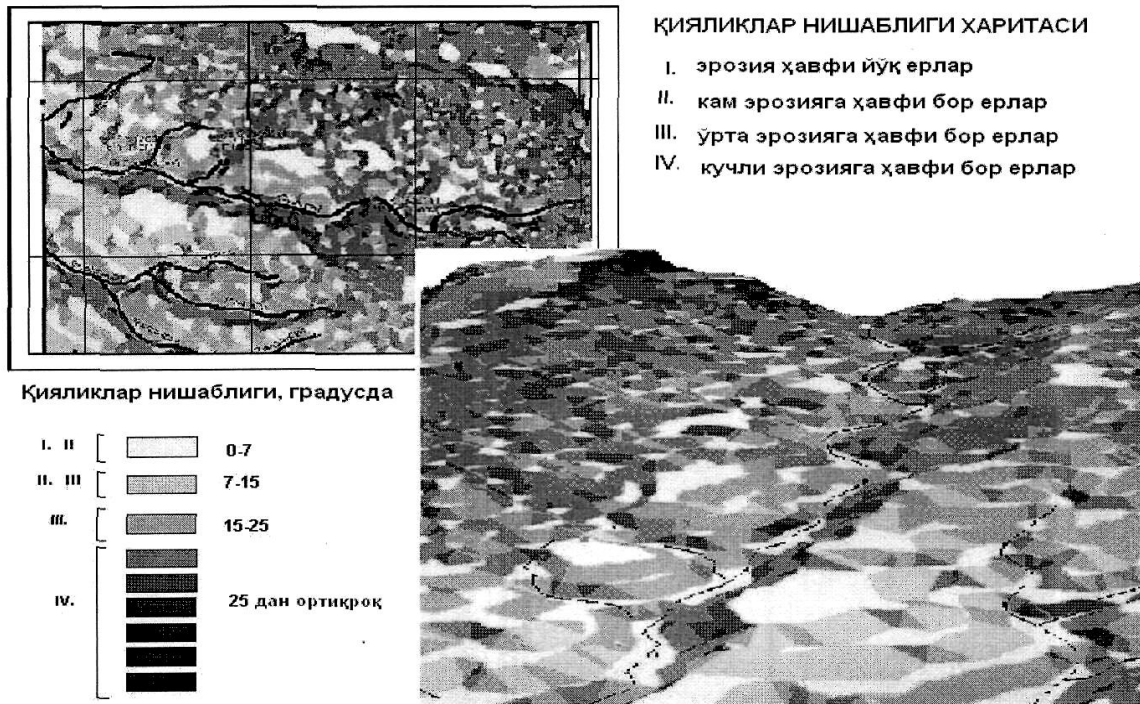 ҚИЯЛИКЛАР НИШАБЛИГИ ХАРИТАСИ
I. эрозия ҳавфи йўқ ерлар
II. кам эрозияга ҳавфи бор ерлар
III. ўрта эрозияга ҳавфи бор ерлар
IV. кучли эрозияга ҳавфи бор ерлар
Қияликлар нишаблиги, градусда
I. II 0-7
II. III 7-15
III. 15-25
IV. 25 дан ортиқроқ